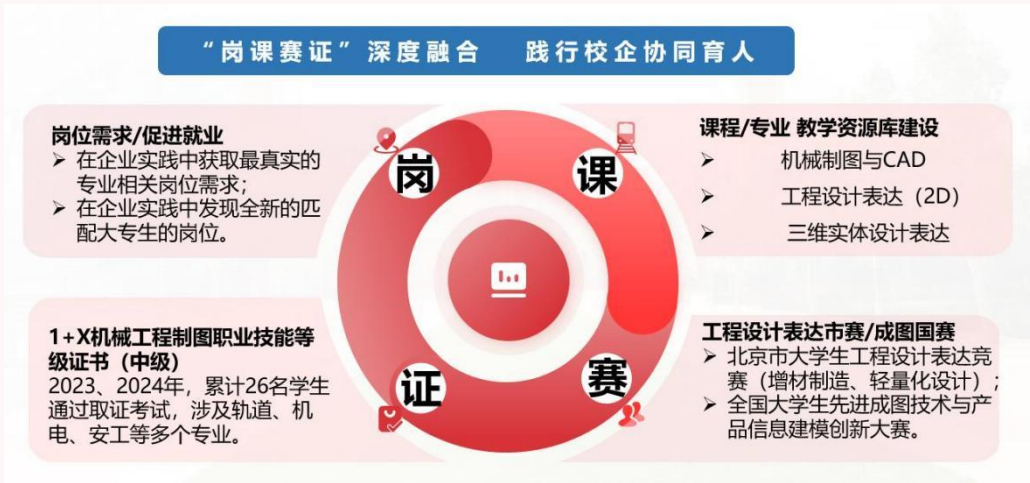 “岗课赛证”深度融合 践行校企协同育人
岗位需求/促进就业
➢ 在企业实践中获取最真实的
专业相关岗位需求；
➢ 在企业实践中发现全新的匹
配大专生的岗位。
岗
课
课程/专业 教学资源库建设
➢ 机械制图与CAD
➢ 工程设计表达（2D）
➢ 三维实体设计表达
1+X机械工程制图职业技能等
级证书（中级）
2023、2024年，累计26名学生
通过取证考试，涉及轨道、机
电、安工等多个专业。
证
赛
工程设计表达市赛/成图国赛
➢ 北京市大学生工程设计表达竞
赛（增材制造、轻量化设计）；
➢ 全国大学生先进成图技术与产
品信息建模创新大赛。